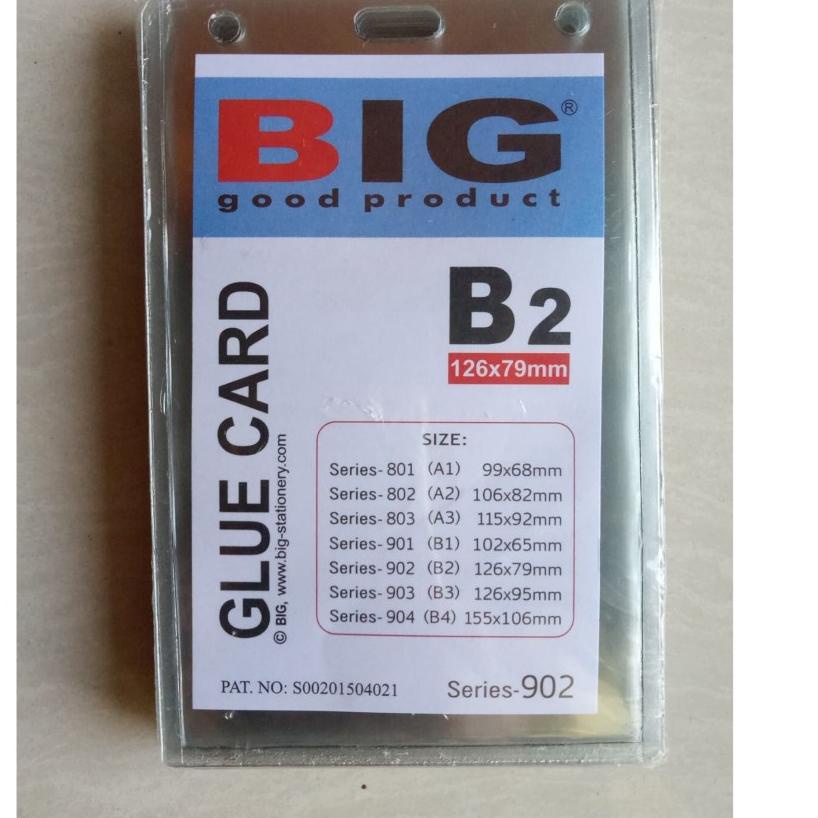 BIG®
good product
B2
126x79mm
GLUE CARD
© BIG, www.big-stationery.com
SIZE:
Series-801 (A1) 99x68mm
Series-802 (A2) 106x82mm
Series-803 (A3) 115x92mm
Series-901 (B1) 102x65mm
Series-902 (B2) 126x79mm
Series-903 (B3) 126x95mm
Series-904 (B4) 155x106mm
PAT. NO: S00201504021
Series-902